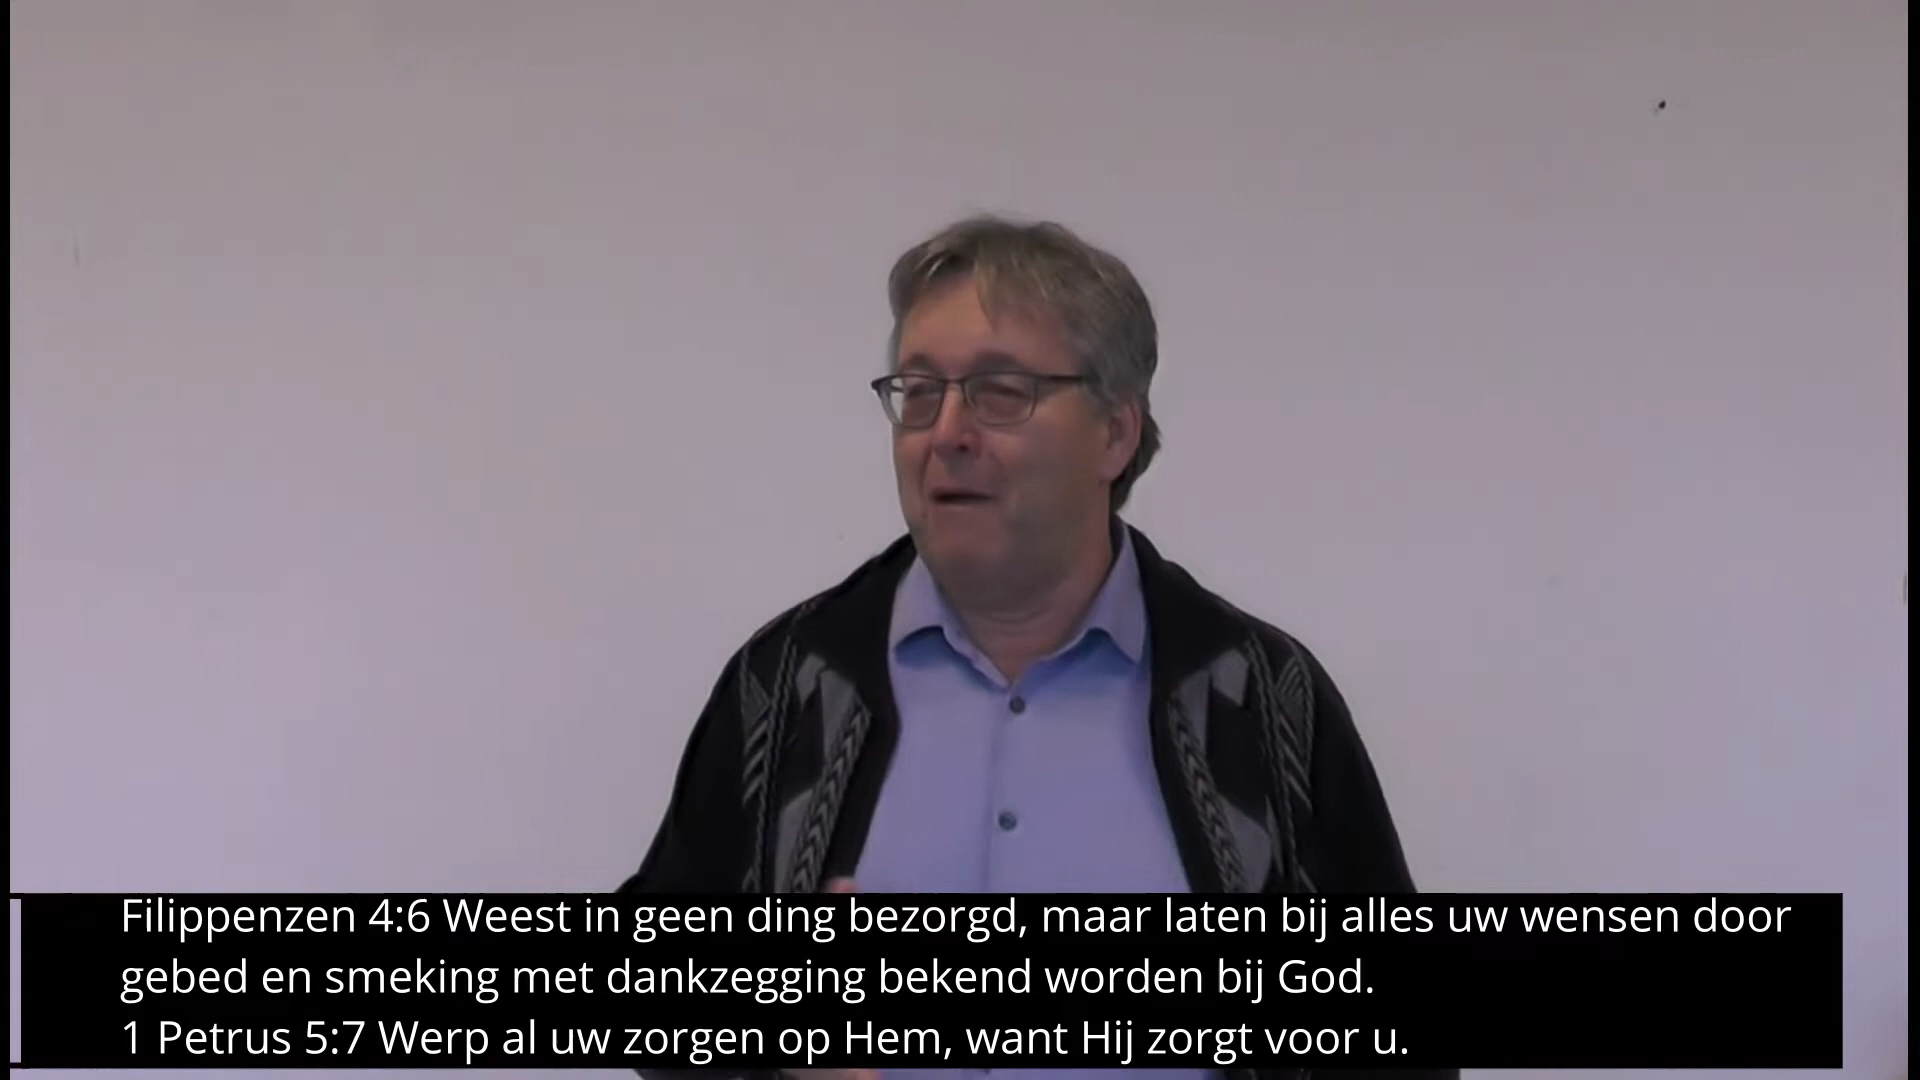 Filippenzen 4:6 Weest in geen ding bezorgd, maar laten bij alles uw wensen door
gebed en smeking met dankzegging bekend worden bij God.
1 Petrus 5:7 Werp al uw zorgen op Hem, want Hij zorgt voor u.